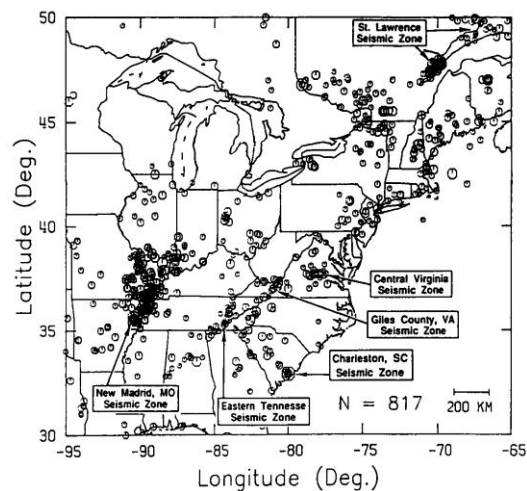 50
St. Lawrence
Seismic Zone
45
Latitude (Deg.)
40
Central Virginia
Seismic Zone
Giles County, VA
Seismic Zone
35
Charleston, SC
Seismic Zone
New Madrid, MO
Seismic Zone
Eastern Tennesse
Seismic Zone
N = 817
200 KM
30
-95
-90
-85
-80
-75
-70
-65
Longitude (Deg.)